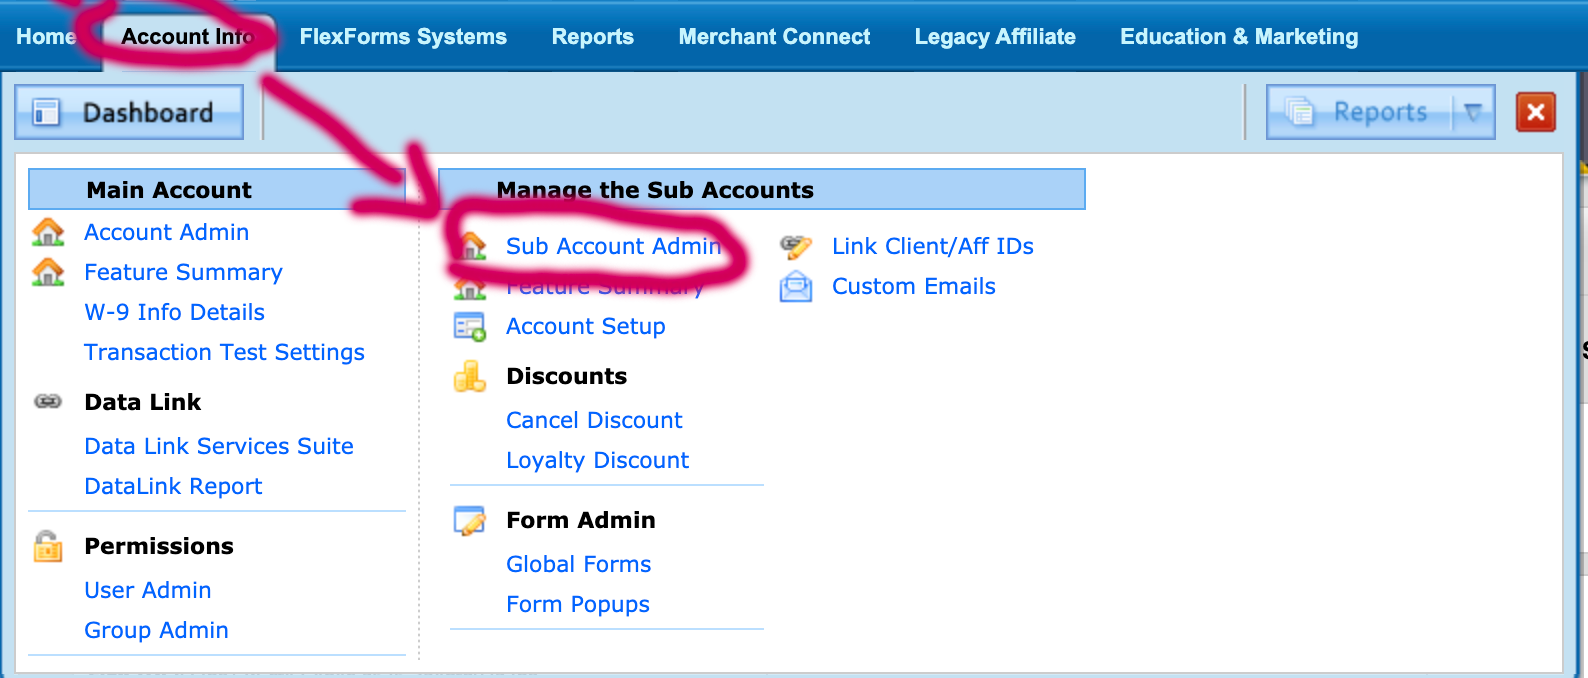 Home Account Info FlexForms Systems Reports Merchant Connect Legacy Affiliate Education & Marketing
Dashboard
Reports
Main Account
Account Admin
Feature Summary
W-9 Info Details
Transaction Test Settings
Data Link
Data Link Services Suite
DataLink Report
Permissions
User Admin
Group Admin
Manage the Sub Accounts
Sub Account Admin
Feature Summary
Account Setup
Discounts
Cancel Discount
Loyalty Discount
Form Admin
Global Forms
Form Popups
Link Client/Aff IDs
Custom Emails